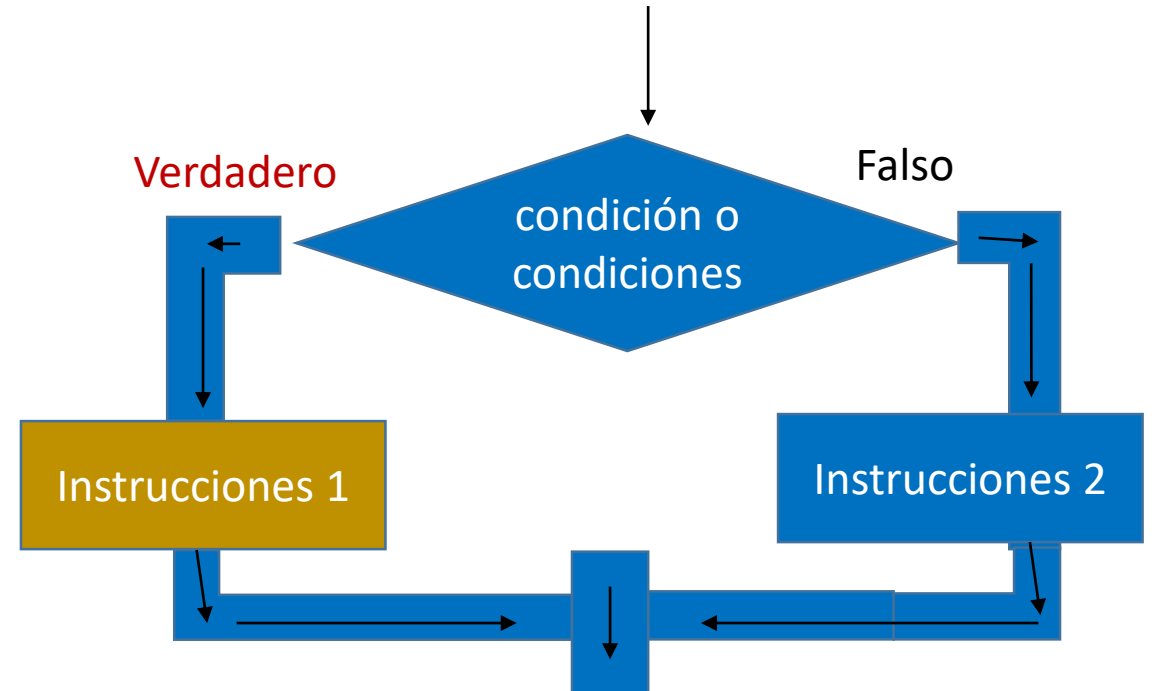 Verdadero
Falso
condición o
condiciones
Instrucciones 1
Instrucciones 2